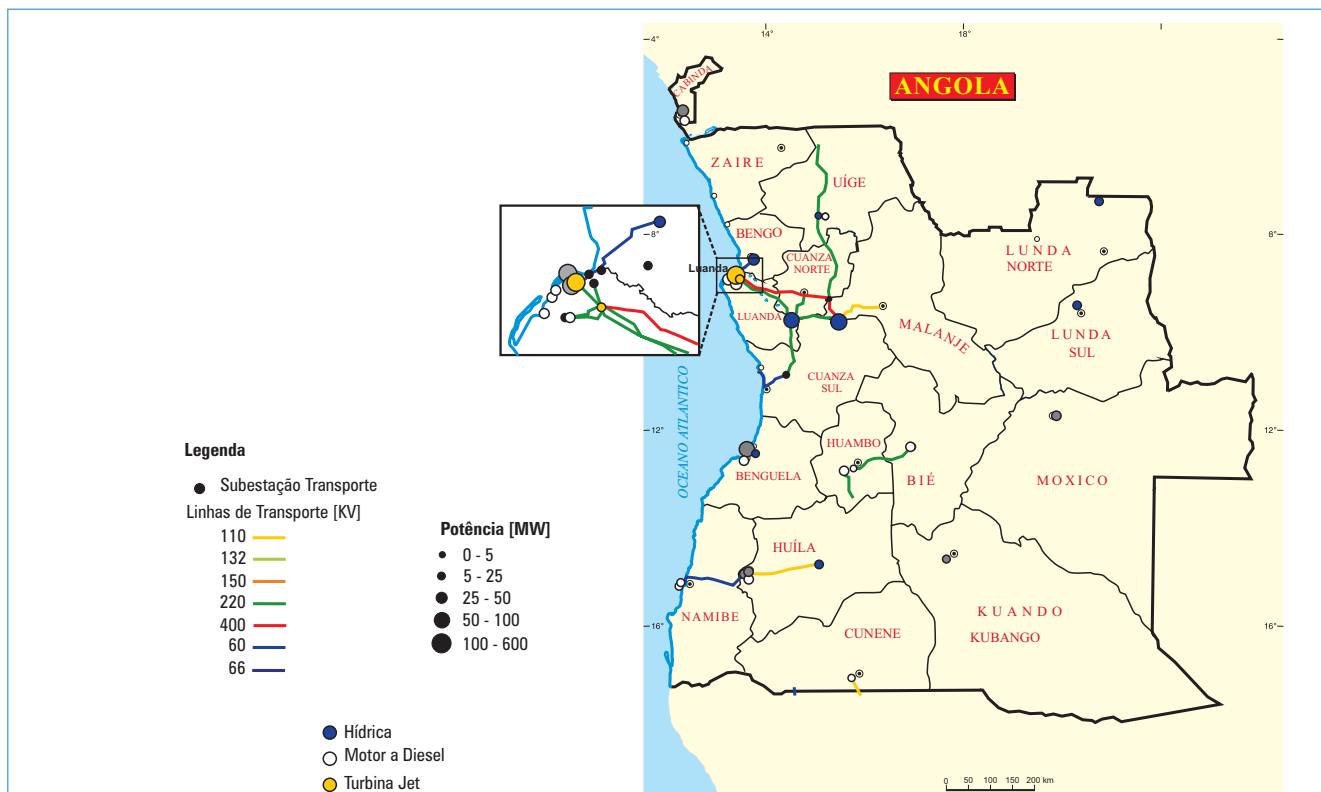 4°
14°
18°
ANGOLA
CABINDA
ZAIRE
UÍGE
BENGO
8°
8°
LUNDA
NORTE
CUANZA
NORTE
Luanda
LUANDA
MALANJE
LUNDA
SUL
CUANZA
SUL
OCEANO ATLANTICO
12°
12°
HUAMBO
BENGUELA
BIÉ
MOXICO
HUÍLA
NAMIBE
16°
16°
CUNENE
KUANDO
KUBANGO
Legenda
Subestação Transporte
Linhas de Transporte [KV]
110
132
150
220
400
60
66
Potência [MW]
0 - 5
5 - 25
25 - 50
50 - 100
100 - 600
Hídrica
Motor a Diesel
Turbina Jet
0 50 100 150 200 km